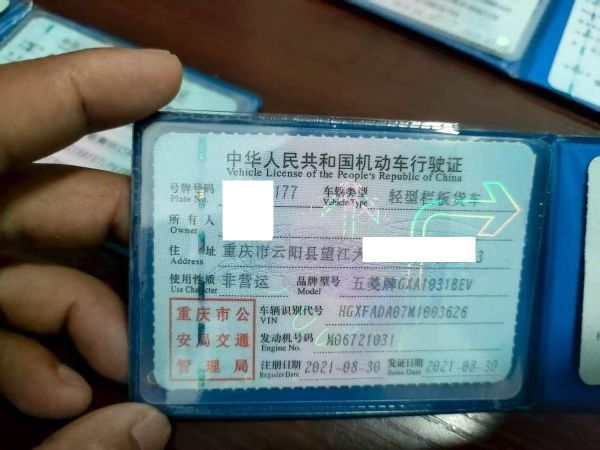 中华人民共和国机动车行驶证
Vehicle License of the People's Republic of China
号牌号码 177 车辆类型 轻型栏板货车
Plate No. Vehicle Type
所有人
Owner
住址 重庆市云阳县望江大 3
Address
使用性质 非营运 品牌型号 五菱牌GXA1031BEV
Use Character Model
重庆市公
安局交通
管理局
车辆识别代号 HGXFADA07M1003626
VIN
发动机号码 M06721031
Engine No.
注册日期 2021-08-30 发证日期 2021-08-30
Register Date Issue Date